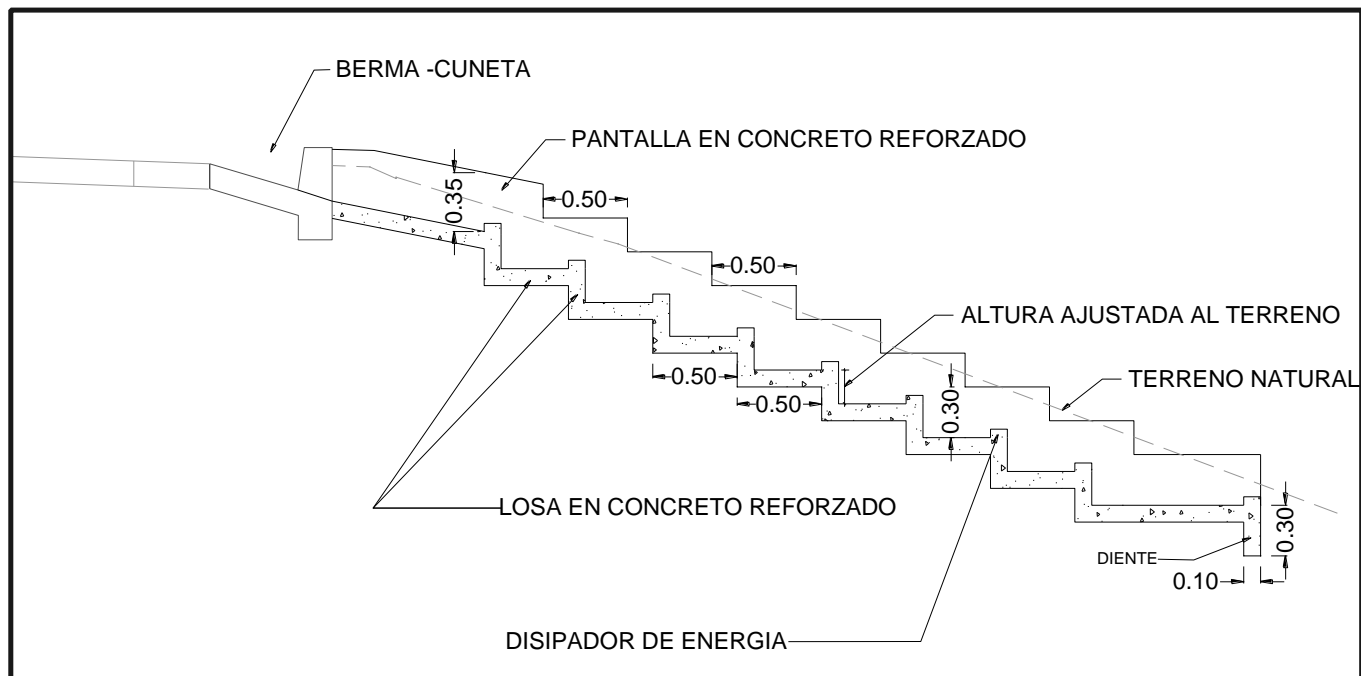 BERMA -CUNETA
PANTALLA EN CONCRETO REFORZADO
0.35
0.50
0.50
ALTURA AJUSTADA AL TERRENO
TERRENO NATURAL
0.50
0.50
0.30
LOSA EN CONCRETO REFORZADO
0.30
DIENTE
0.10
DISIPADOR DE ENERGIA